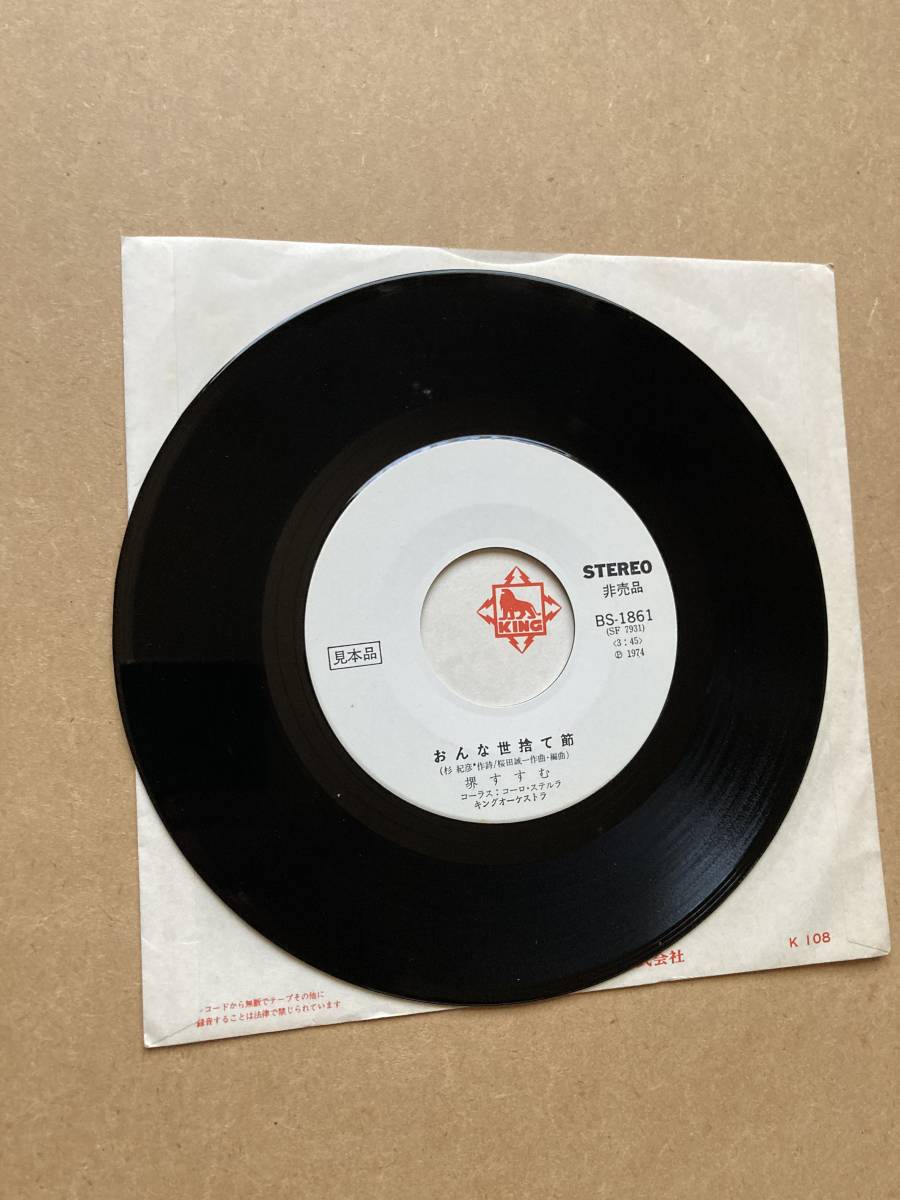 KING
STEREO
非売品
BS-1861
(SF 7931)
〈3：45〉
Ⓟ 1974
見本品
おんな世捨て節
(杉 紀彦*作詩/桜田誠一作曲・編曲)
堺すすむ
コーラス：コーロ・ステルラ
キングオーケストラ
式会社
K 108
コードから無断でテープその他に
録音することは法律で禁じられています